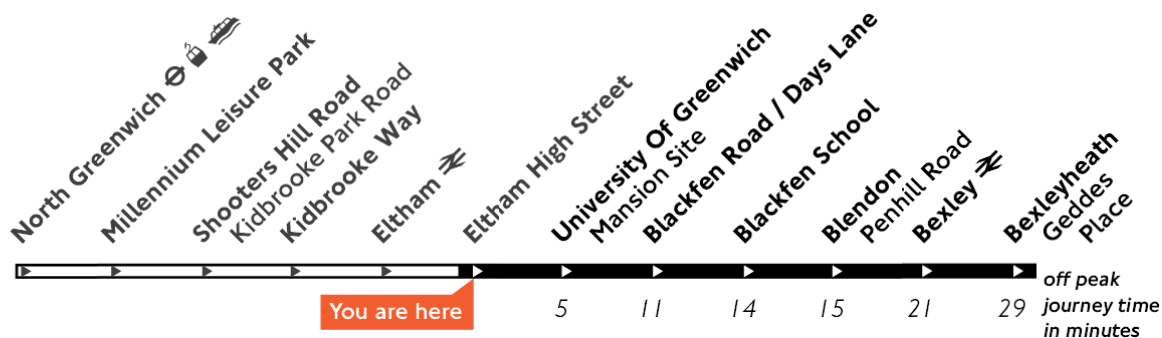 North Greenwich
Millennium Leisure Park
Shooters Hill Road
Kidbrooke Park Road
Kidbrooke Way
Eltham
Eltham High Street
University Of Greenwich
Mansion Site
Blackfen Road / Days Lane
Blackfen School
Blendon
Penhill Road
Bexley
Bexleyheath
Geddes
Place
You are here
5
11
14
15
21
29
off peak
journey time
in minutes